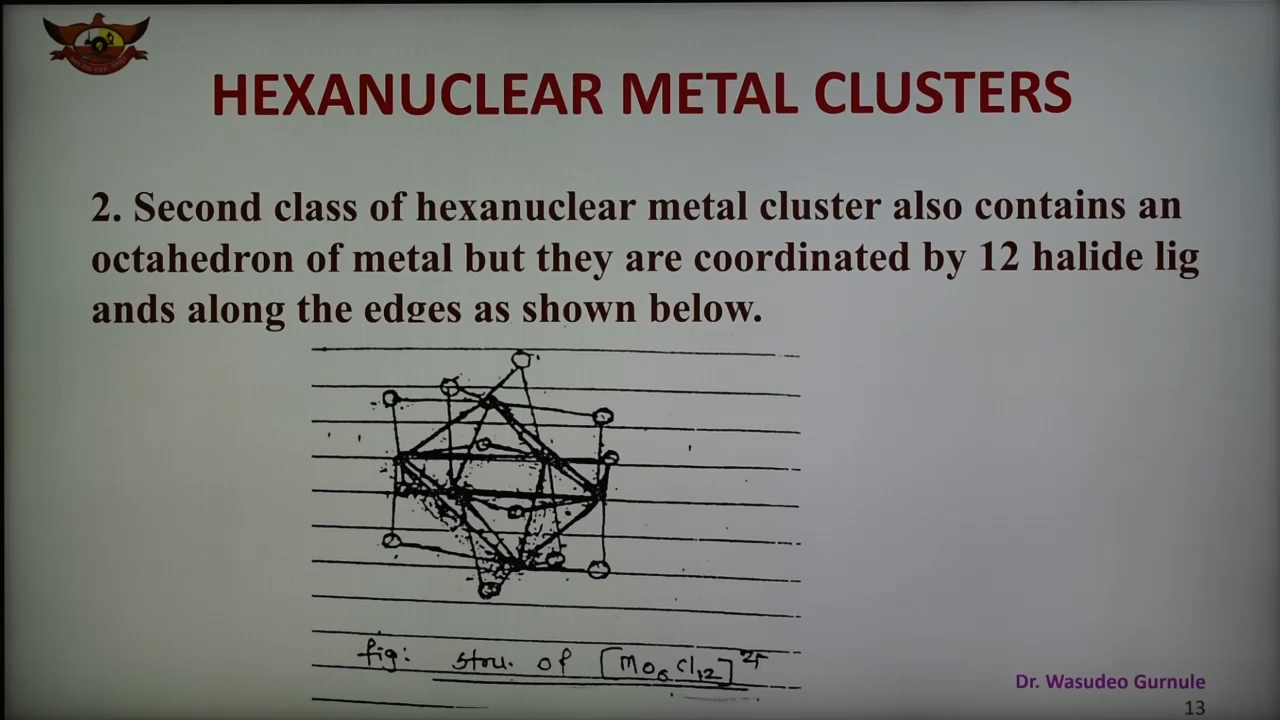 HEXANUCLEAR METAL CLUSTERS
2. Second class of hexanuclear metal cluster also contains an
octahedron of metal but they are coordinated by 12 halide lig
ands along the edges as shown below.
fig: stru. of [Mo6Cl12]2+
Dr. Wasudeo Gurnule
13